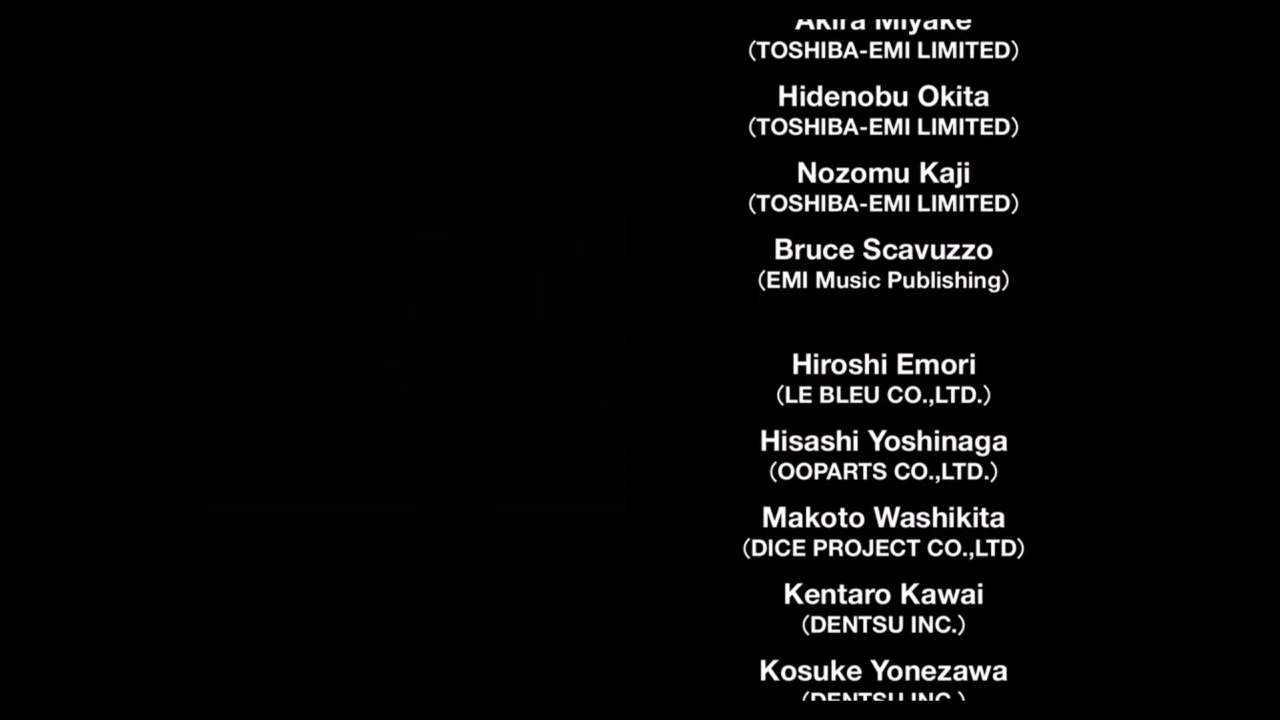 Akira Miyake
（TOSHIBA-EMI LIMITED）
Hidenobu Okita
（TOSHIBA-EMI LIMITED）
Nozomu Kaji
（TOSHIBA-EMI LIMITED）
Bruce Scavuzzo
（EMI Music Publishing）
Hiroshi Emori
（LE BLEU CO.,LTD.）
Hisashi Yoshinaga
（OOPARTS CO.,LTD.）
Makoto Washikita
（DICE PROJECT CO.,LTD）
Kentaro Kawai
（DENTSU INC.）
Kosuke Yonezawa
（DENTSU INC.）